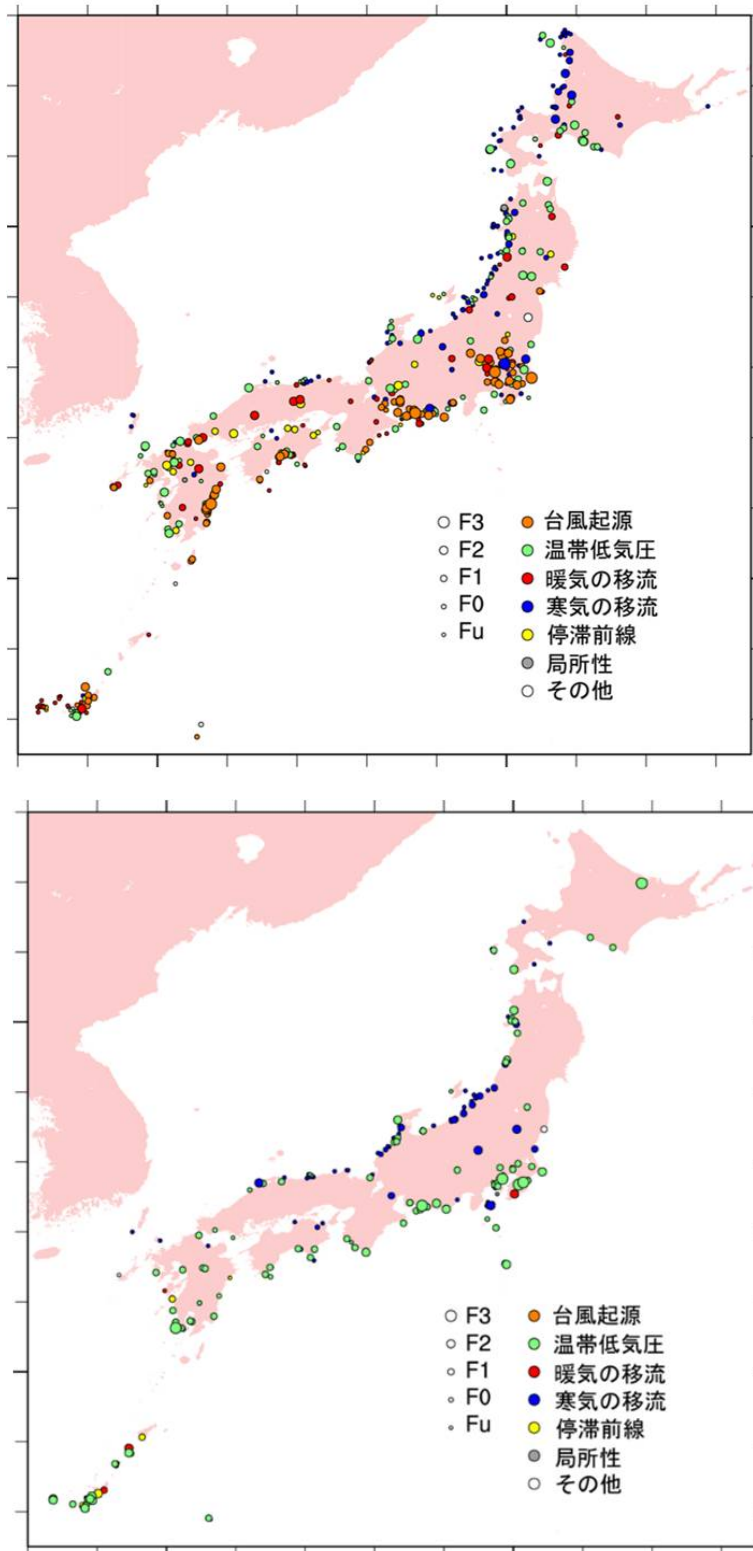 F3 台風起源
F2 温帯低気圧
F1 暖気の移流
F0 寒気の移流
Fu 停滞前線
局所性
その他
F3 台風起源
F2 温帯低気圧
F1 暖気の移流
F0 寒気の移流
Fu 停滞前線
局所性
その他